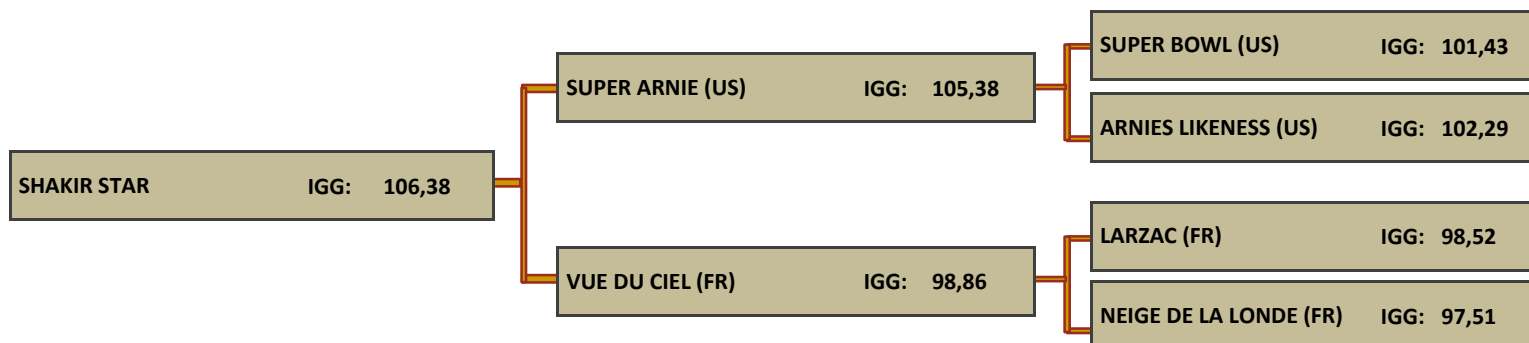 SUPER BOWL (US) IGG: 101,43
SUPER ARNIE (US) IGG: 105,38
ARNIES LIKENESS (US) IGG: 102,29
SHAKIR STAR IGG: 106,38
LARZAC (FR) IGG: 98,52
VUE DU CIEL (FR) IGG: 98,86
NEIGE DE LA LONDE (FR) IGG: 97,51